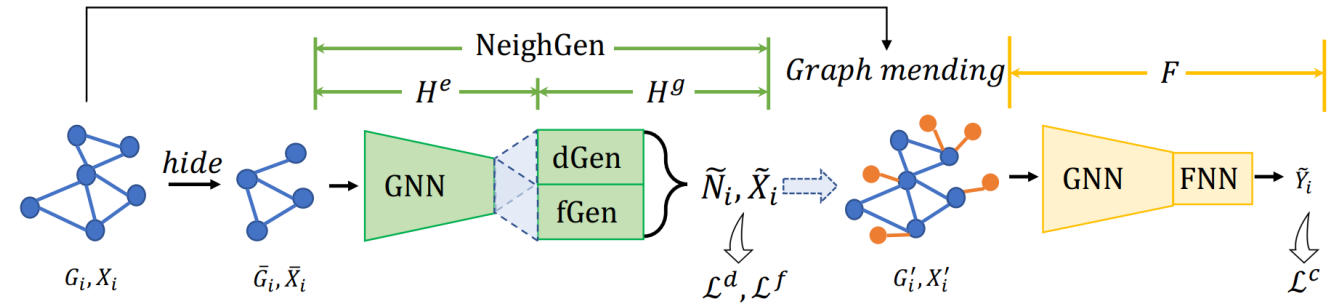 NeighGen
H^e
H^g
Graph mending
F
hide
GNN
dGen
fGen
Ñ_i, X̃_i
GNN
FNN
Ỹ_i
G_i, X_i
Ḡ_i, X̄_i
ℒ^d, ℒ^f
G'_i, X'_i
ℒ^c